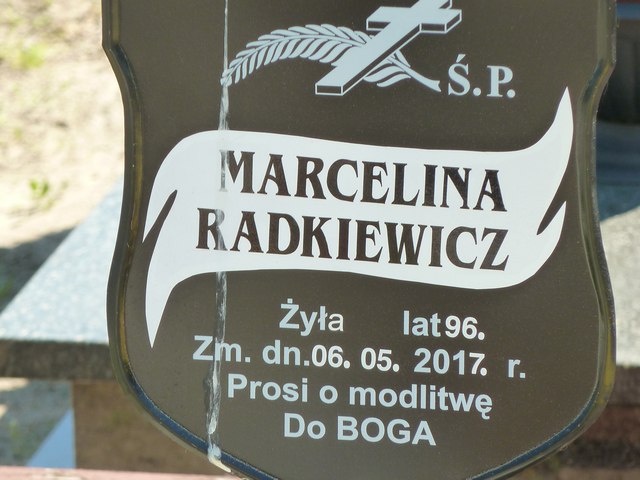 Ś.P.
MARCELINA
RADKIEWICZ
Żyła lat 96.
Zm. dn. 06. 05. 2017. r.
Prosi o modlitwę
Do BOGA